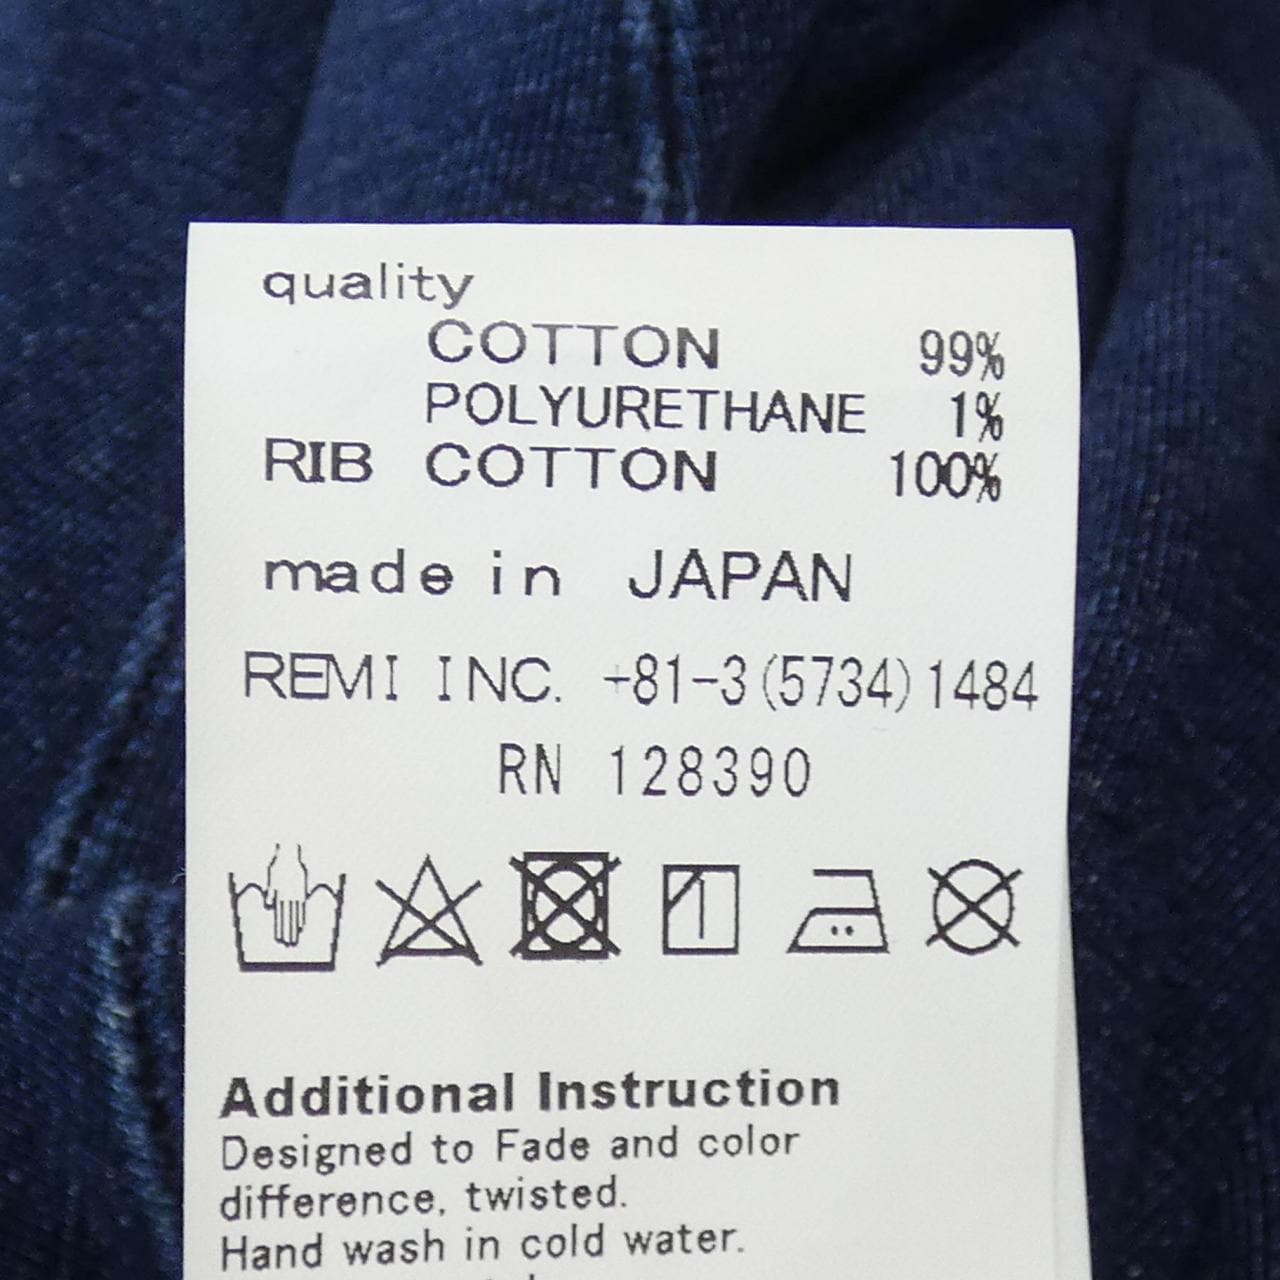 quality
COTTON 99%
POLYURETHANE 1%
RIB COTTON 100%
made in JAPAN
REMI INC. +81-3(5734)1484
RN 128390
Additional Instruction
Designed to Fade and color
difference, twisted.
Hand wash in cold water.